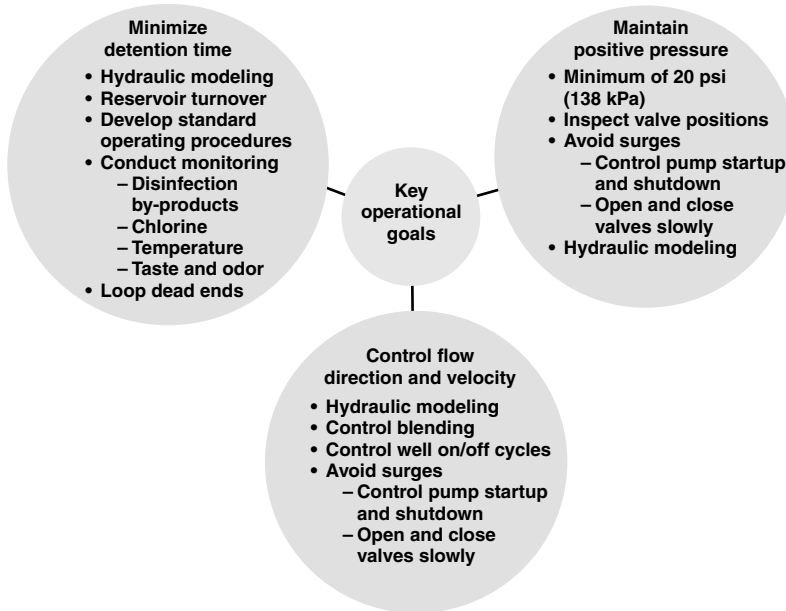 Minimize
detention time
• Hydraulic modeling
• Reservoir turnover
• Develop standard
operating procedures
• Conduct monitoring
– Disinfection
by-products
– Chlorine
– Temperature
– Taste and odor
• Loop dead ends
Key
operational
goals
Maintain
positive pressure
• Minimum of 20 psi
(138 kPa)
• Inspect valve positions
• Avoid surges
– Control pump startup
and shutdown
– Open and close
valves slowly
• Hydraulic modeling
Control flow
direction and velocity
• Hydraulic modeling
• Control blending
• Control well on/off cycles
• Avoid surges
– Control pump startup
and shutdown
– Open and close
valves slowly